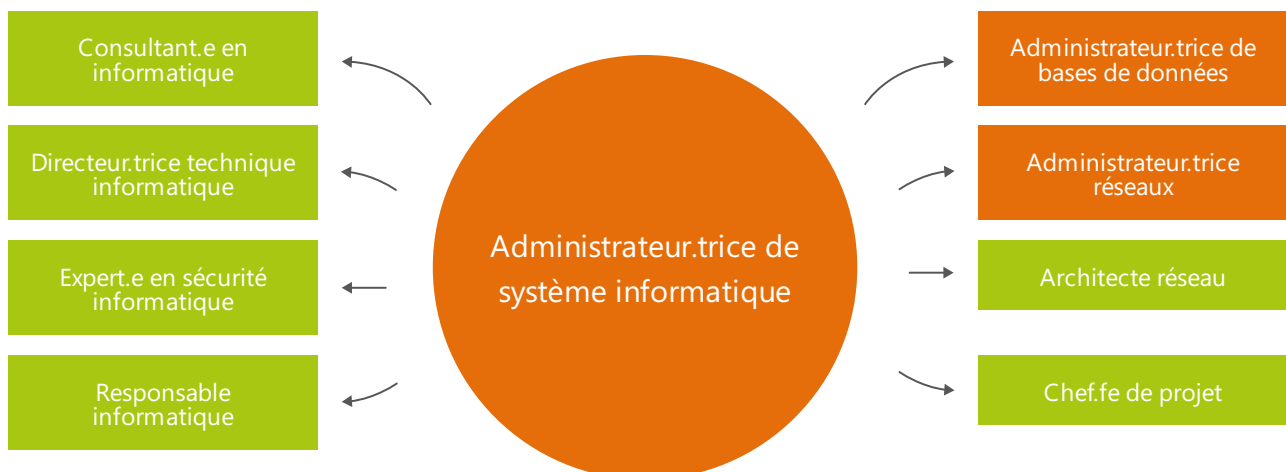 Consultant.e en
informatique
Directeur.trice technique
informatique
Expert.e en sécurité
informatique
Responsable
informatique
Administrateur.trice de
système informatique
Administrateur.trice de
bases de données
Administrateur.trice
réseaux
Architecte réseau
Chef.fe de projet